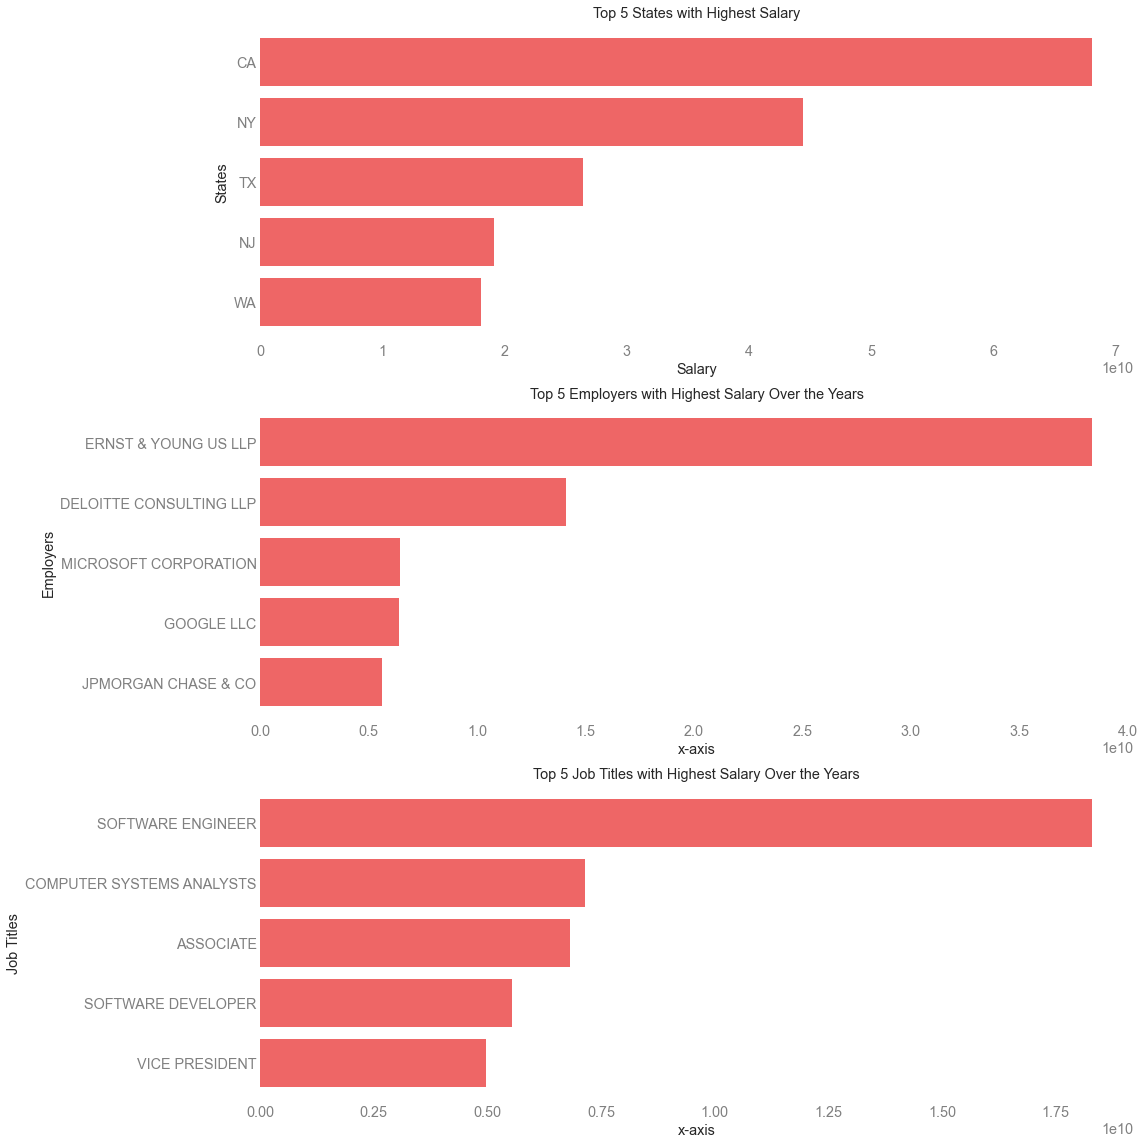 Top 5 States with Highest Salary
CA
NY
TX
NJ
WA
States
0 1 2 3 4 5 6 7
1e10
Salary
Top 5 Employers with Highest Salary Over the Years
ERNST & YOUNG US LLP
DELOITTE CONSULTING LLP
MICROSOFT CORPORATION
GOOGLE LLC
JPMORGAN CHASE & CO
Employers
0.0 0.5 1.0 1.5 2.0 2.5 3.0 3.5 4.0
1e10
x-axis
Top 5 Job Titles with Highest Salary Over the Years
SOFTWARE ENGINEER
COMPUTER SYSTEMS ANALYSTS
ASSOCIATE
SOFTWARE DEVELOPER
VICE PRESIDENT
Job Titles
0.00 0.25 0.50 0.75 1.00 1.25 1.50 1.75
1e10
x-axis